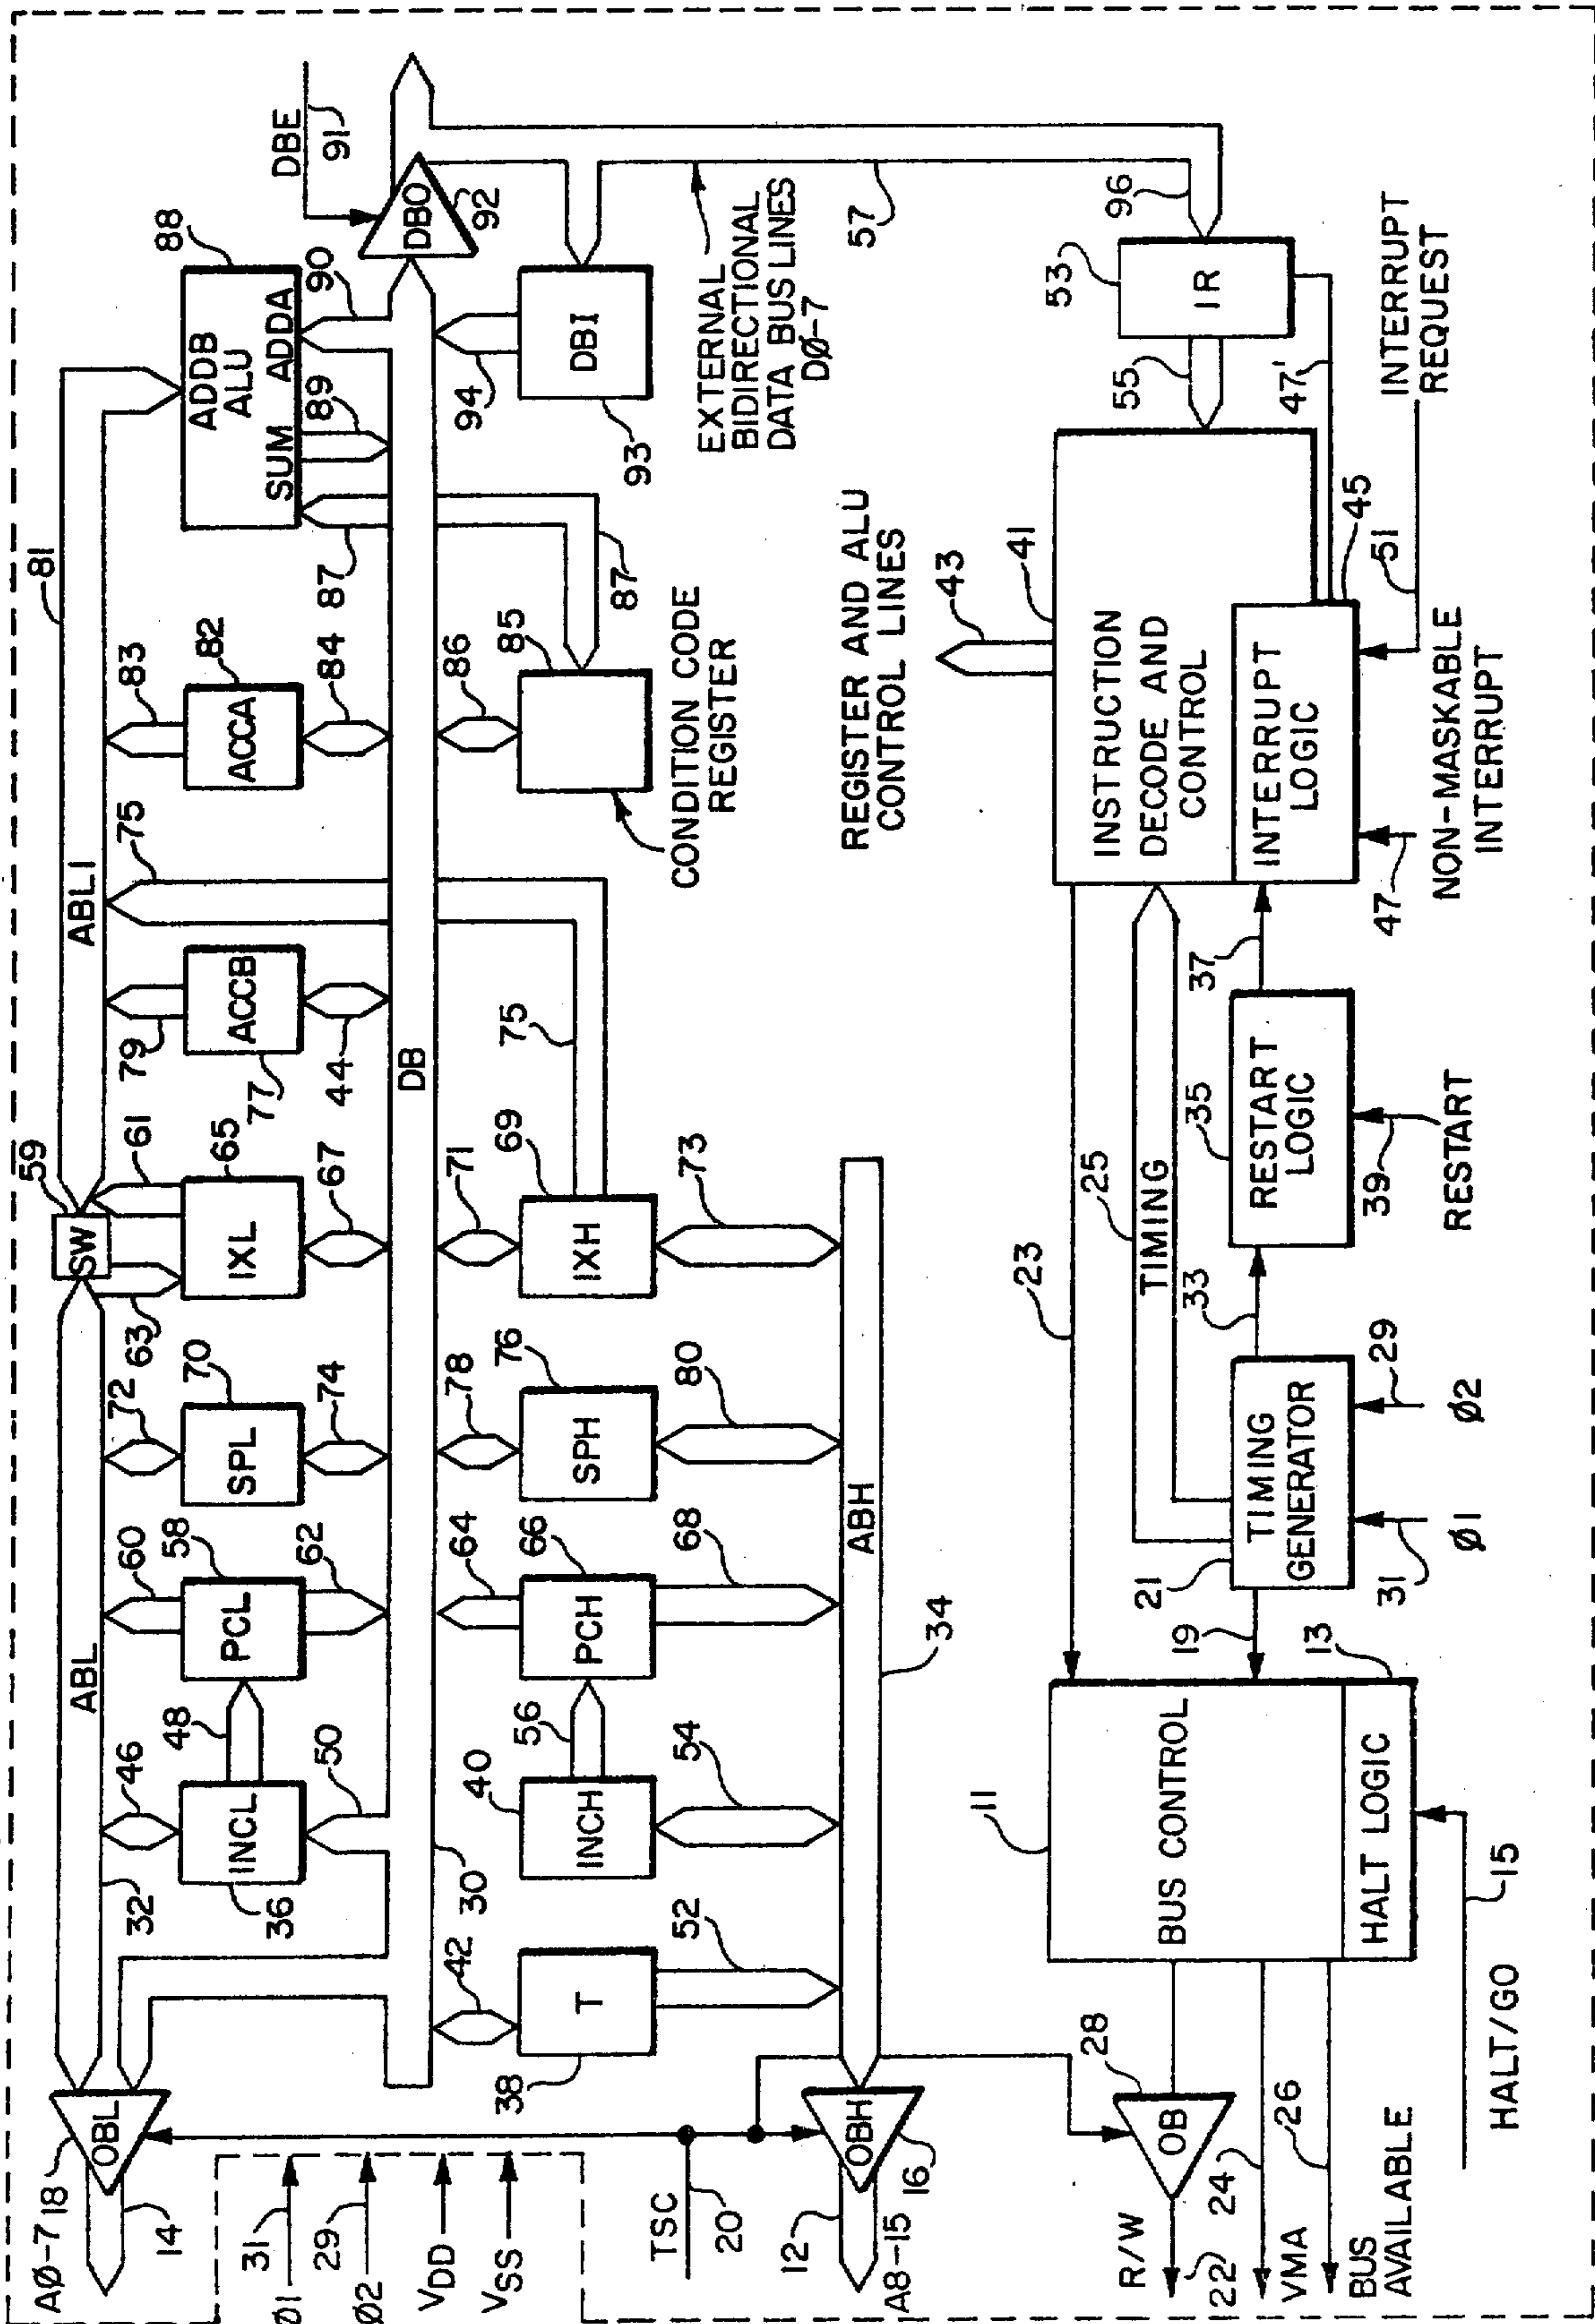 AØ-7
18
OBL
14
32
ABL
46
INCL
36
48
50
60
PCL
58
62
72
SPL
70
74
63
SW
59
61
IXL
65
67
79
ACCB
77
44
ABLI
75
83
ACCA
82
84
81
87
ADDB
ALU
SUM ADDA
88
89
90
DBE
91
DBO
92
Ø1
31
Ø2
29
VDD
VSS
DB
30
42
T
38
52
40
INCH
54
56
64
PCH
66
68
78
SPH
76
80
71
IXH
69
73
75
86
85
CONDITION CODE
REGISTER
87
94
DBI
93
EXTERNAL
BIDIRECTIONAL
DATA BUS LINES
DØ-7
57
TSC
20
12
OBH
16
A8-15
ABH
34
REGISTER AND ALU
CONTROL LINES
43
R/W
22
OB
28
24
VMA
26
BUS
AVAILABLE
11
BUS CONTROL
HALT LOGIC
13
HALT/GO
15
23
25
TIMING
19
21
TIMING
GENERATOR
31
Ø1
29
Ø2
33
35
RESTART
LOGIC
39
RESTART
37
41
INSTRUCTION
DECODE AND
CONTROL
INTERRUPT
LOGIC
45
47
NON-MASKABLE
INTERRUPT
51
INTERRUPT
REQUEST
47'
55
53
IR
96